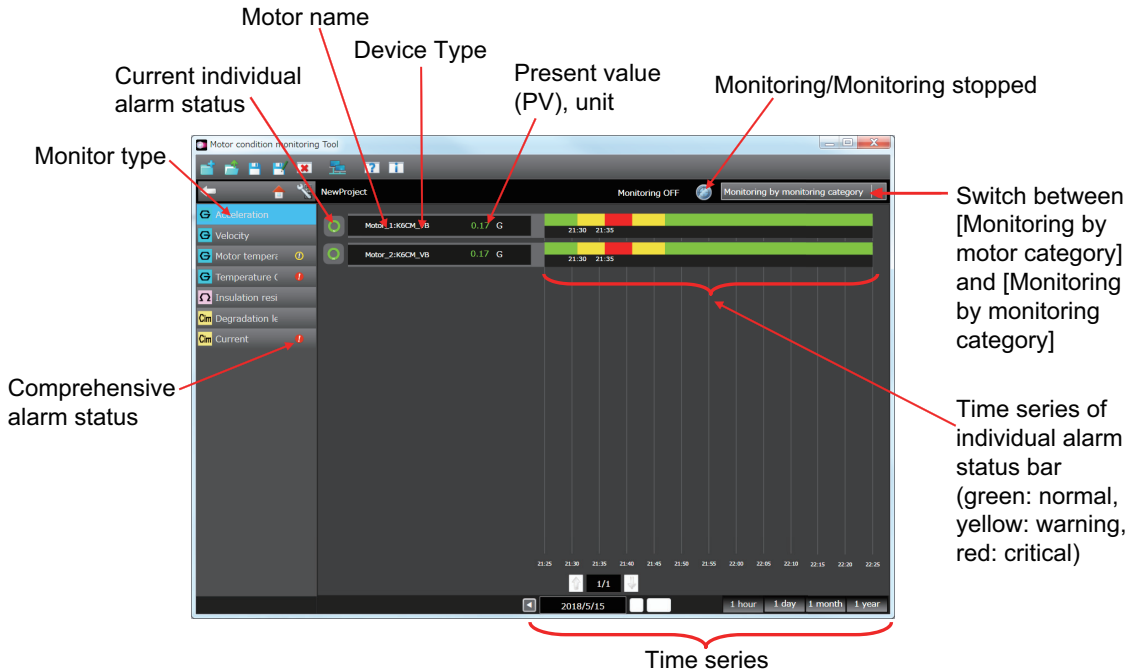 Motor name
Device Type
Current individual
alarm status
Present value
(PV), unit
Monitoring/Monitoring stopped
Monitor type
Motor condition monitoring Tool
NewProject
Monitoring OFF
Monitoring by monitoring category
Switch between
[Monitoring by
motor category]
and [Monitoring
by monitoring
category]
Acceleration
Velocity
Motor tempera
Temperature (
Insulation resi
Degradation le
Current
Motor_1:K6CM_VB 0.17 G
21:30 21:35
Motor_2:K6CM_VB 0.17 G
21:30 21:35
Comprehensive
alarm status
Time series of
individual alarm
status bar
(green: normal,
yellow: warning,
red: critical)
21:25 21:30 21:35 21:40 21:45 21:50 21:55 22:00 22:05 22:10 22:15 22:20 22:25
1/1
2018/5/15
1 hour 1 day 1 month 1 year
Time series